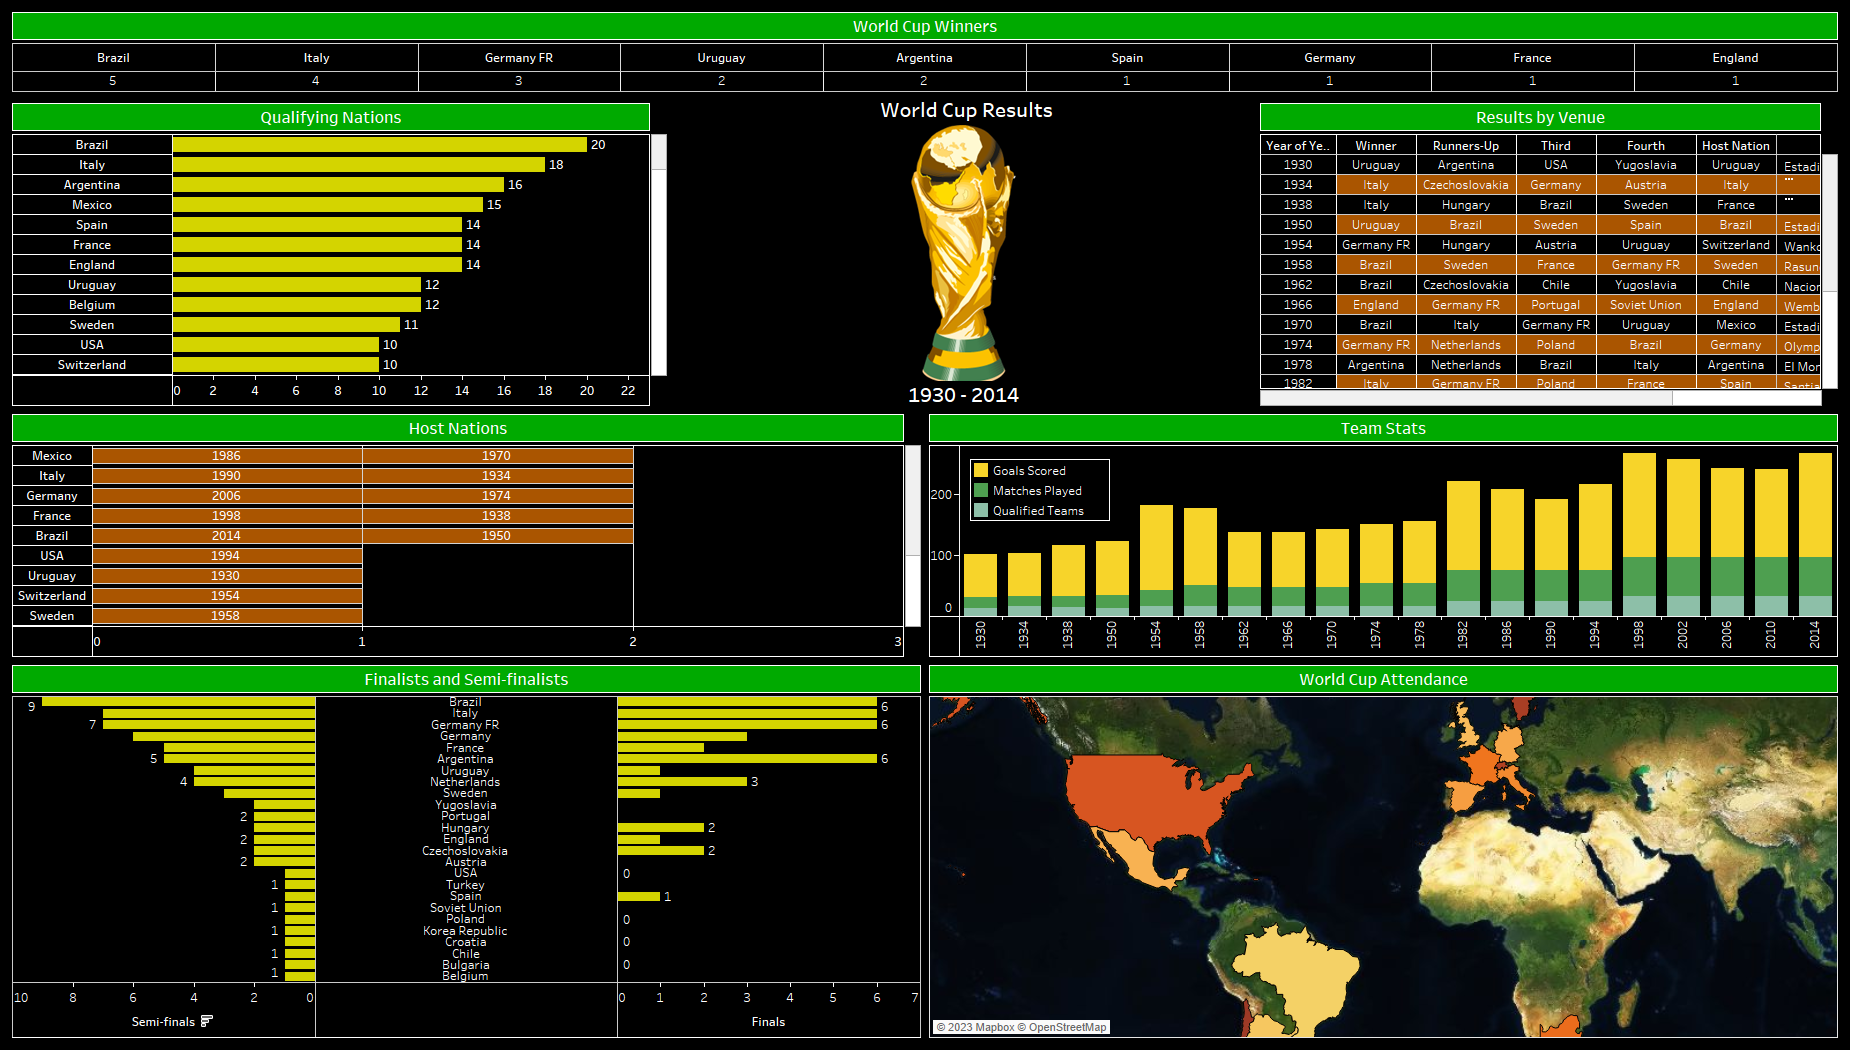 World Cup Winners
Brazil Italy Germany FR Uruguay Argentina Spain Germany France England
5 4 3 2 2 1 1 1 1
Qualifying Nations
Brazil 20
Italy 18
Argentina 16
Mexico 15
Spain 14
France 14
England 14
Uruguay 12
Belgium 12
Sweden 11
USA 10
Switzerland 10
0 2 4 6 8 10 12 14 16 18 20 22
World Cup Results
1930 - 2014
Results by Venue
Year of Ye.. Winner Runners-Up Third Fourth Host Nation
1930 Uruguay Argentina USA Yugoslavia Uruguay Estadi
1934 Italy Czechoslovakia Germany Austria Italy ...
1938 Italy Hungary Brazil Sweden France ...
1950 Uruguay Brazil Sweden Spain Brazil Estadi
1954 Germany FR Hungary Austria Uruguay Switzerland Wankd
1958 Brazil Sweden France Germany FR Sweden Rasun
1962 Brazil Czechoslovakia Chile Yugoslavia Chile Nacion
1966 England Germany FR Portugal Soviet Union England Wemb
1970 Brazil Italy Germany FR Uruguay Mexico Estadi
1974 Germany FR Netherlands Poland Brazil Germany Olymp
1978 Argentina Netherlands Brazil Italy Argentina El Mor
1982 Italy Germany FR Poland France Spain Santia
Host Nations
Mexico 1986 1970
Italy 1990 1934
Germany 2006 1974
France 1998 1938
Brazil 2014 1950
USA 1994
Uruguay 1930
Switzerland 1954
Sweden 1958
0 1 2 3
Team Stats
Goals Scored
Matches Played
Qualified Teams
200
100
0
1930 1934 1938 1950 1954 1958 1962 1966 1970 1974 1978 1982 1986 1990 1994 1998 2002 2006 2010 2014
Finalists and Semi-finalists
9 Brazil
Italy 6
7 Germany FR 6
Germany
France
5 Argentina 6
Uruguay
4 Netherlands 3
Sweden
Yugoslavia
2 Portugal
Hungary 2
2 England
Czechoslovakia 2
2 Austria
USA 0
1 Turkey
Spain 1
1 Soviet Union
Poland 0
1 Korea Republic
Croatia 0
1 Chile
Bulgaria 0
1 Belgium
10 8 6 4 2 0 0 1 2 3 4 5 6 7
Semi-finals Finals
World Cup Attendance
© 2023 Mapbox © OpenStreetMap